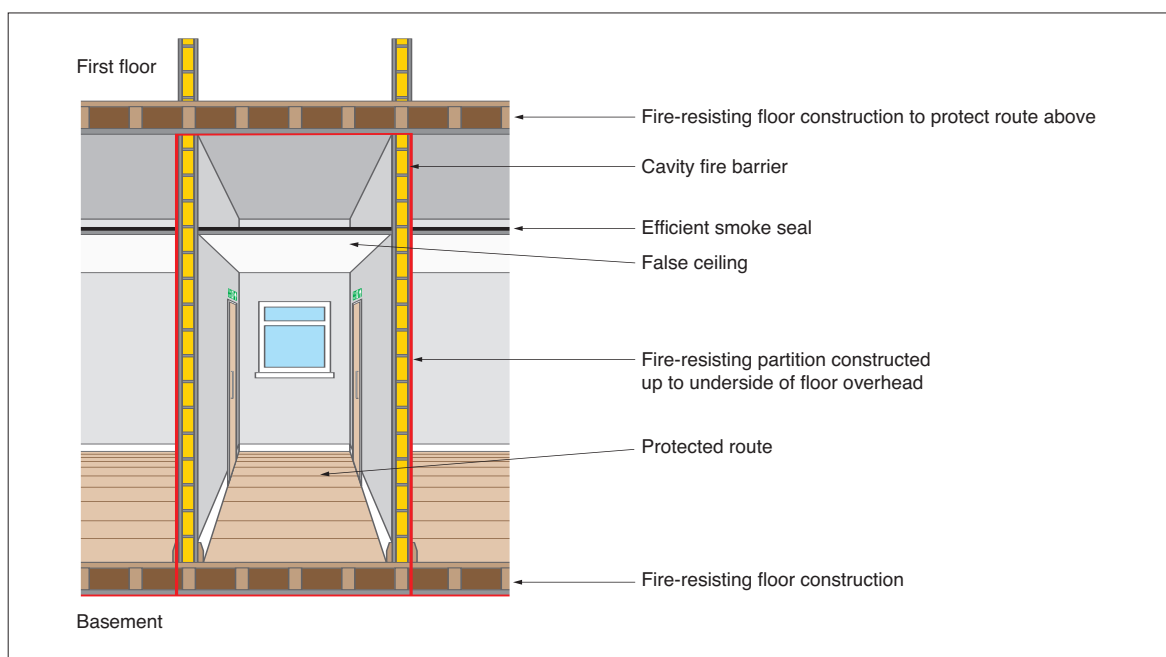 First floor
Fire-resisting floor construction to protect route above
Cavity fire barrier
Efficient smoke seal
False ceiling
Fire-resisting partition constructed
up to underside of floor overhead
Protected route
Fire-resisting floor construction
Basement